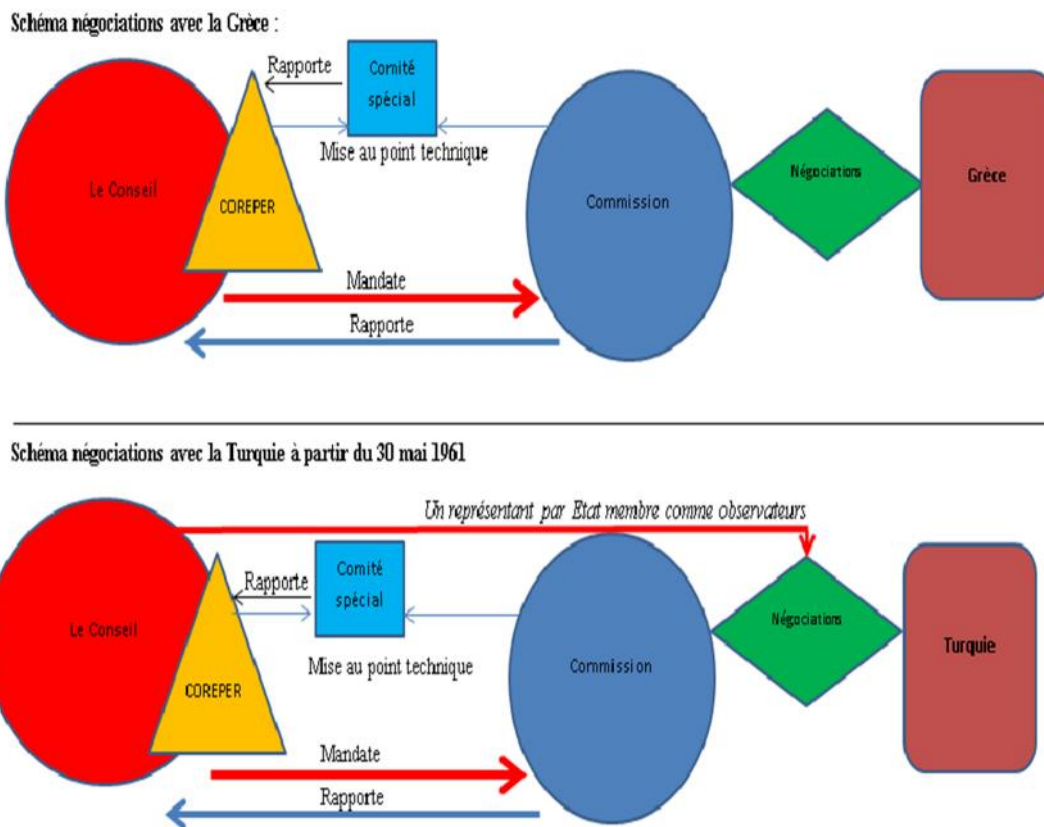 Schéma négociations avec la Grèce :
Rapporte
Comité
spécial
Mise au point technique
Le Conseil
COREPER
Commission
Négociations
Grèce
Mandate
Rapporte
Schéma négociations avec la Turquie à partir du 30 mai 1961
Un représentant par Etat membre comme observateurs
Rapporte
Comité
spécial
Mise au point technique
Le Conseil
COREPER
Commission
Négociations
Turquie
Mandate
Rapporte